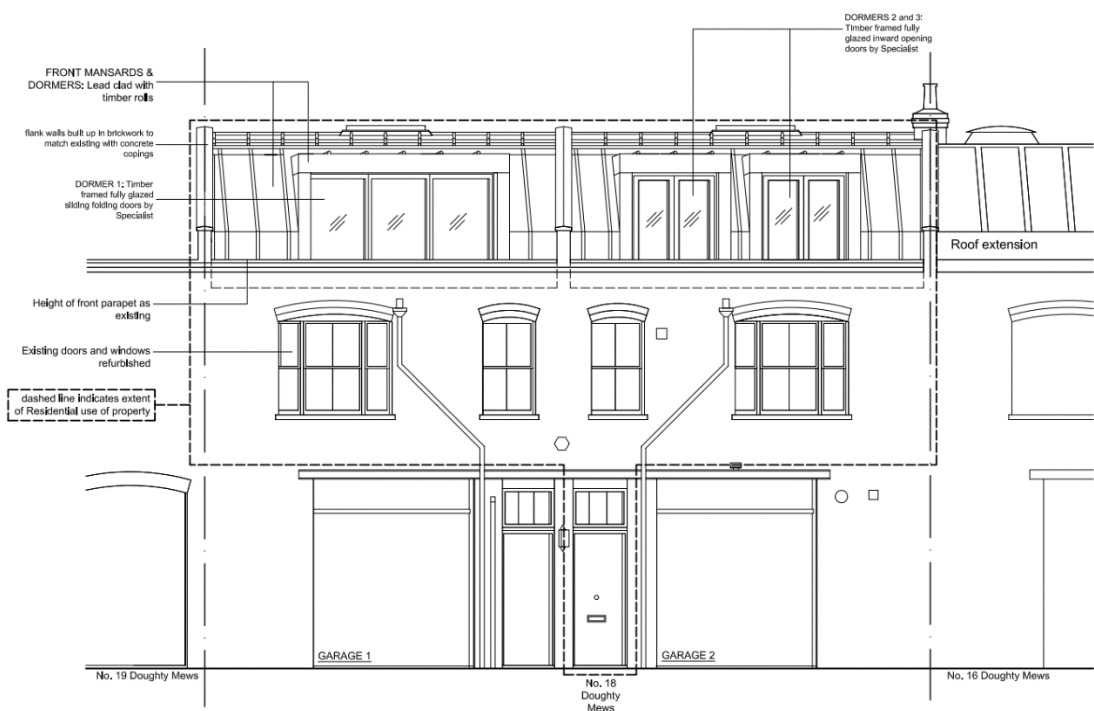 DORMERS 2 and 3:
Timber framed fully
glazed inward opening
doors by Specialist
FRONT MANSARDS &
DORMERS: Lead clad with
timber rolls
flank walls built up in brickwork to
match existing with concrete
copings
DORMER 1: Timber
framed fully glazed
sliding folding doors by
Specialist
Roof extension
Height of front parapet as
existing
Existing doors and windows
refurbished
dashed line indicates extent
of Residential use of property
GARAGE 1
GARAGE 2
No. 19 Doughty Mews
No. 18
Doughty
Mews
No. 16 Doughty Mews